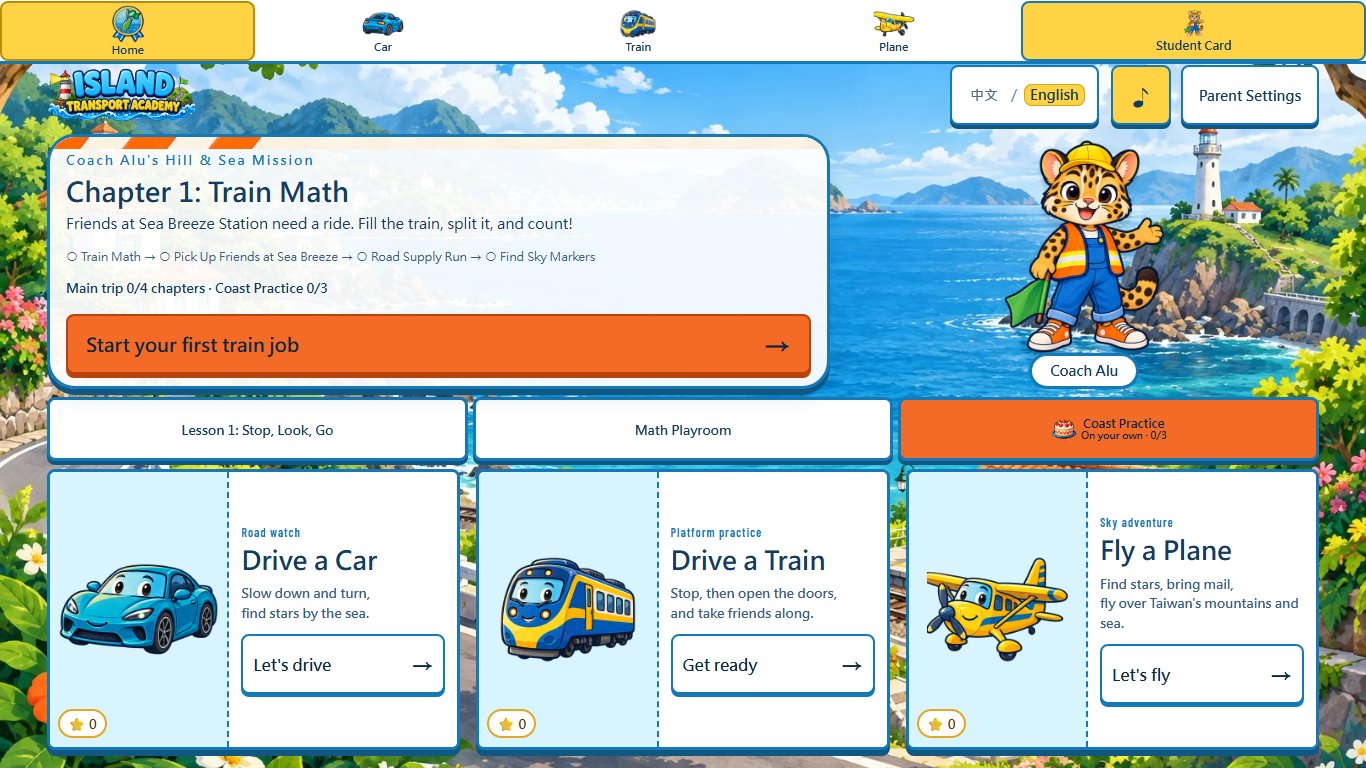 Home
Car
Train
Plane
Student Card
ISLAND
TRANSPORT ACADEMY
中文 / English
♪
Parent Settings
Coach Alu's Hill & Sea Mission
Chapter 1: Train Math
Friends at Sea Breeze Station need a ride. Fill the train, split it, and count!
○ Train Math → ○ Pick Up Friends at Sea Breeze → ○ Road Supply Run → ○ Find Sky Markers
Main trip 0/4 chapters · Coast Practice 0/3
Start your first train job →
Coach Alu
Lesson 1: Stop, Look, Go
Math Playroom
Coast Practice
On your own · 0/3
Road watch
Drive a Car
Slow down and turn,
find stars by the sea.
Let's drive →
0
Platform practice
Drive a Train
Stop, then open the doors,
and take friends along.
Get ready →
0
Sky adventure
Fly a Plane
Find stars, bring mail,
fly over Taiwan's mountains and
sea.
Let's fly →
0